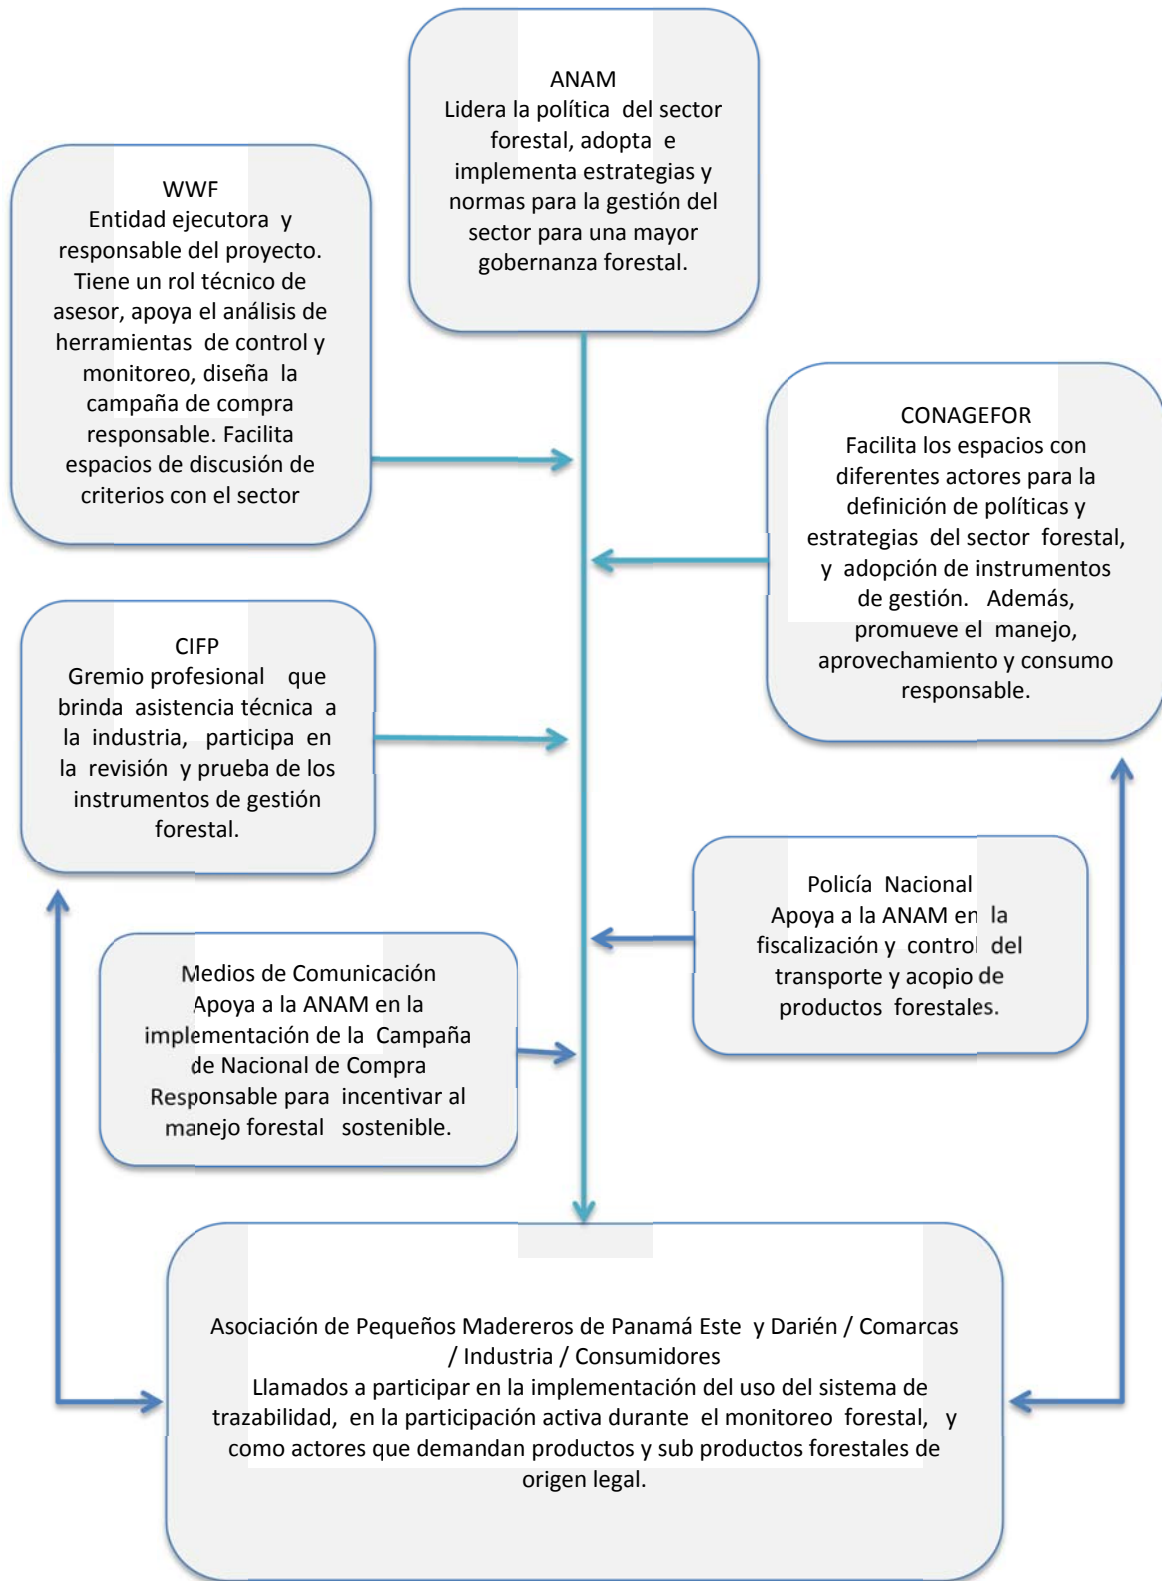 ANAM
Lidera la política del sector
forestal, adopta e
implementa estrategias y
normas para la gestión del
sector para una mayor
gobernanza forestal.
WWF
Entidad ejecutora y
responsable del proyecto.
Tiene un rol técnico de
asesor, apoya el análisis de
herramientas de control y
monitoreo, diseña la
campaña de compra
responsable. Facilita
espacios de discusión de
criterios con el sector
CONAGEFOR
Facilita los espacios con
diferentes actores para la
definición de políticas y
estrategias del sector forestal,
y adopción de instrumentos
de gestión. Además,
promueve el manejo,
aprovechamiento y consumo
responsable.
CIFP
Gremio profesional que
brinda asistencia técnica a
la industria, participa en
la revisión y prueba de los
instrumentos de gestión
forestal.
Policía Nacional
Apoya a la ANAM en la
fiscalización y control del
transporte y acopio de
productos forestales.
Medios de Comunicación
Apoya a la ANAM en la
implementación de la Campaña
de Nacional de Compra
Responsable para incentivar al
manejo forestal sostenible.
Asociación de Pequeños Madereros de Panamá Este y Darién / Comarcas
/ Industria / Consumidores
Llamados a participar en la implementación del uso del sistema de
trazabilidad, en la participación activa durante el monitoreo forestal, y
como actores que demandan productos y sub productos forestales de
origen legal.